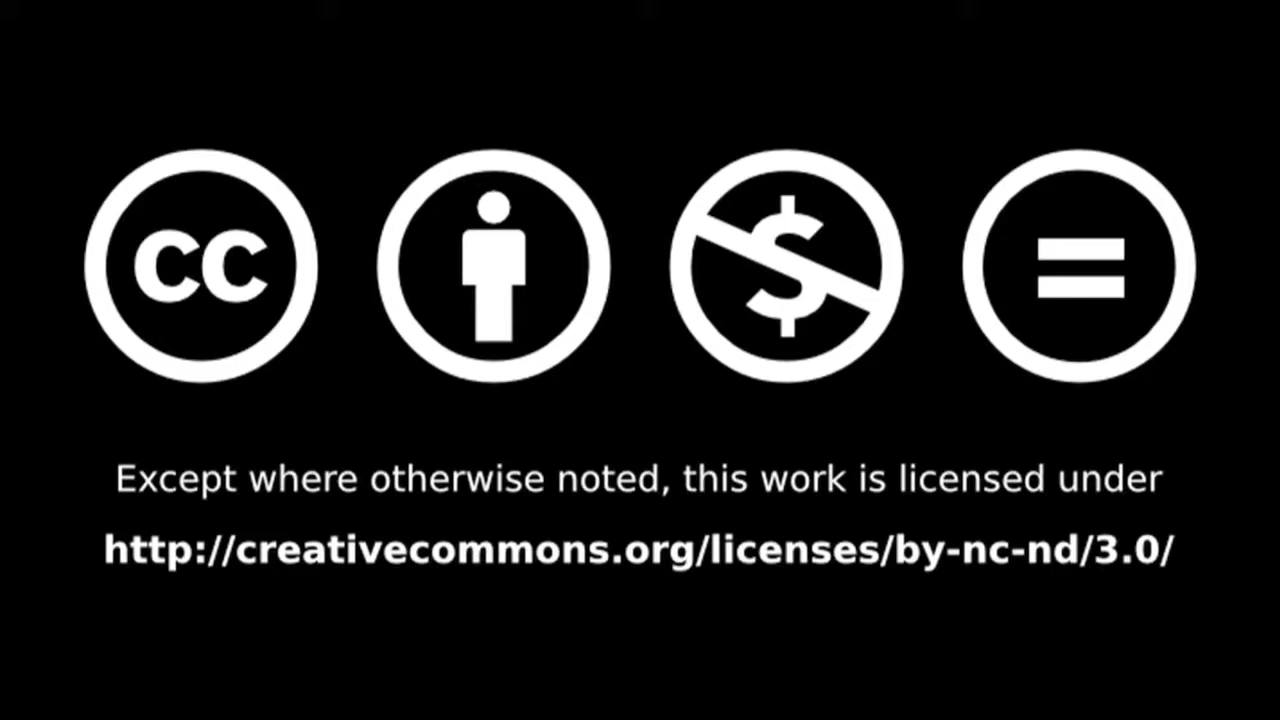 cc
$
=
Except where otherwise noted, this work is licensed under
http://creativecommons.org/licenses/by-nc-nd/3.0/